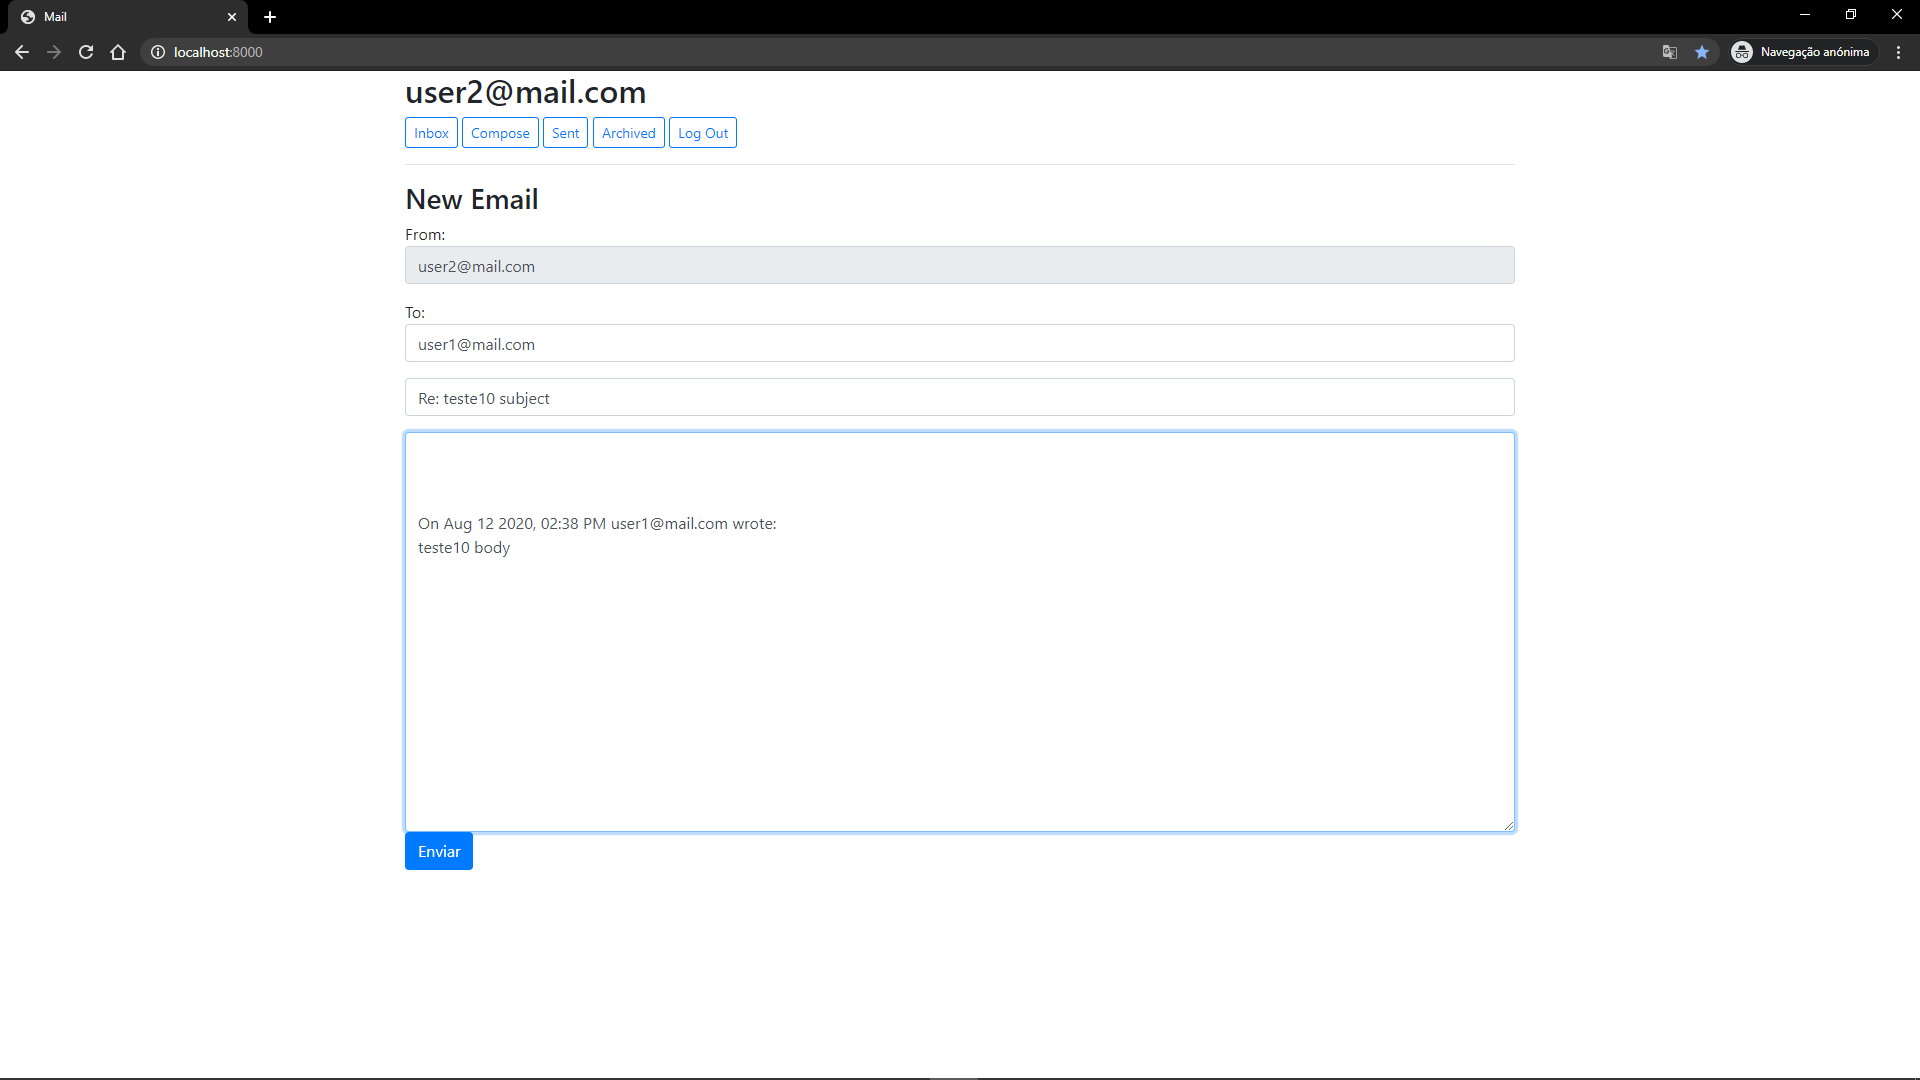 Mail
localhost:8000
Navegação anónima
user2@mail.com
Inbox Compose Sent Archived Log Out
New Email
From:
user2@mail.com
To:
user1@mail.com
Re: teste10 subject
On Aug 12 2020, 02:38 PM user1@mail.com wrote:
teste10 body
Enviar